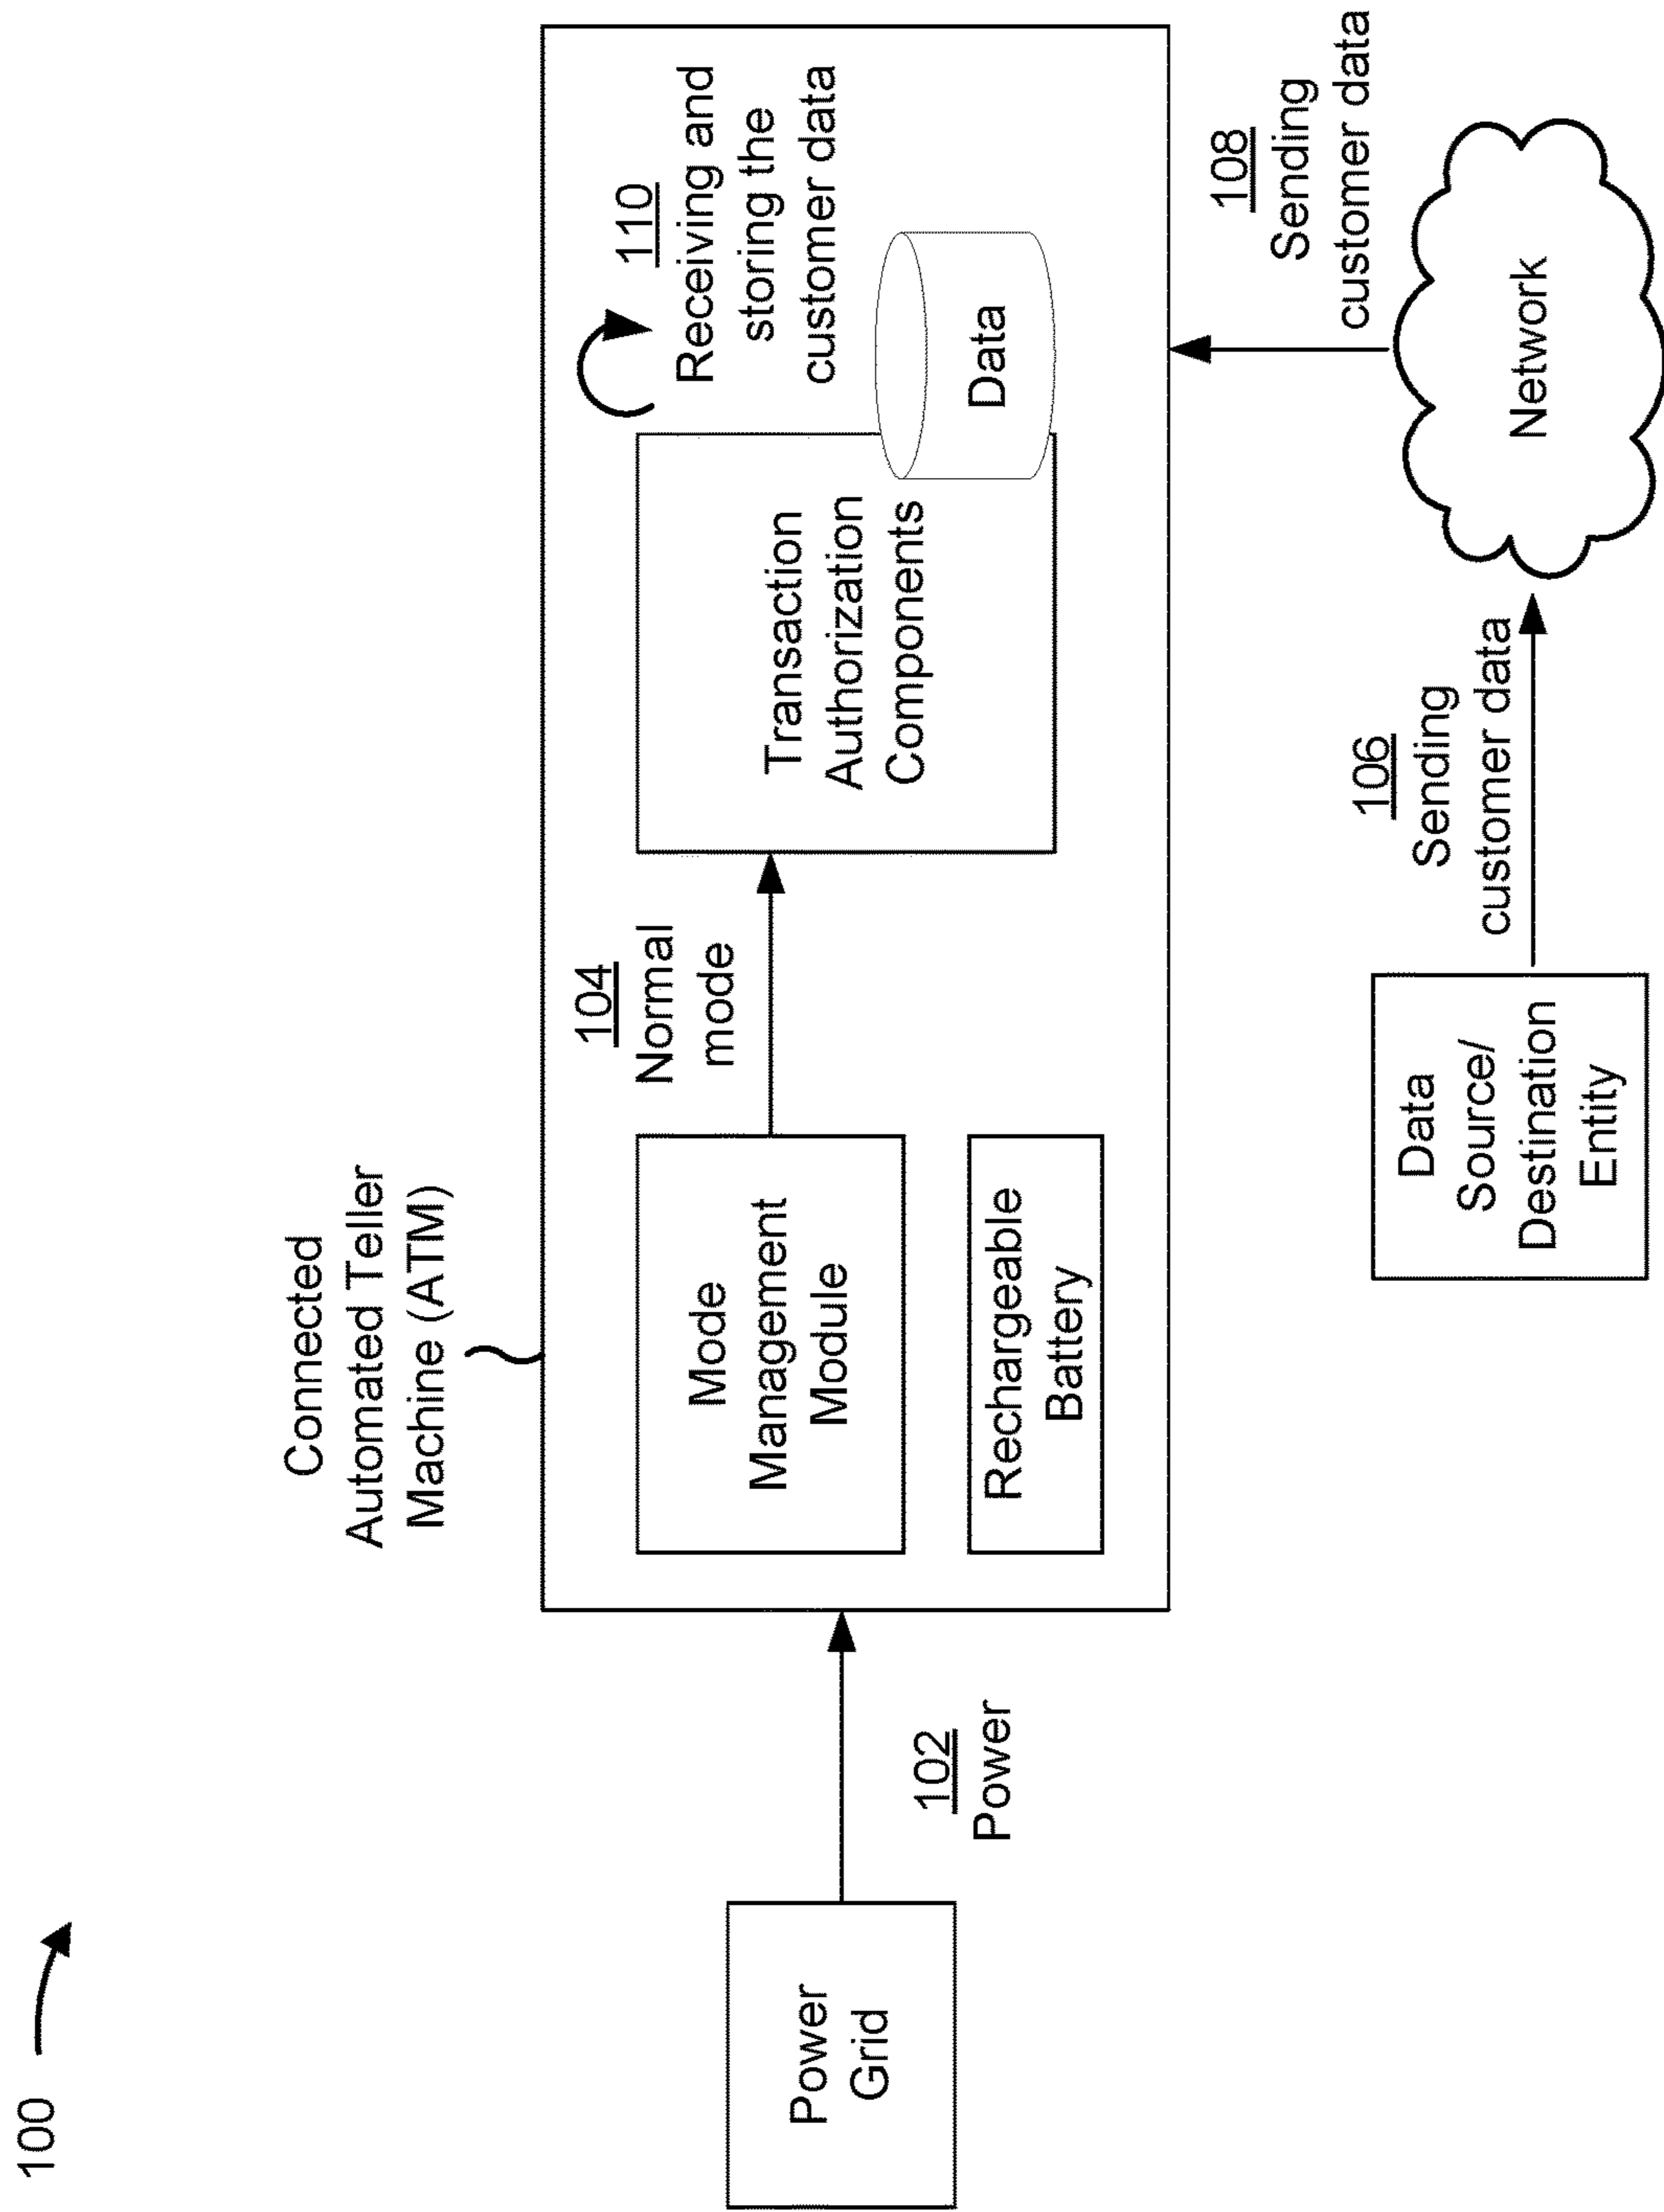 100
Connected
Automated Teller
Machine (ATM)
Power
Grid
102
Power
Mode
Management
Module
Rechargeable
Battery
104
Normal
mode
Transaction
Authorization
Components
110
Receiving and
storing the
customer data
Data
Data
Source/
Destination
Entity
106
Sending
customer data
Network
108
Sending
customer data